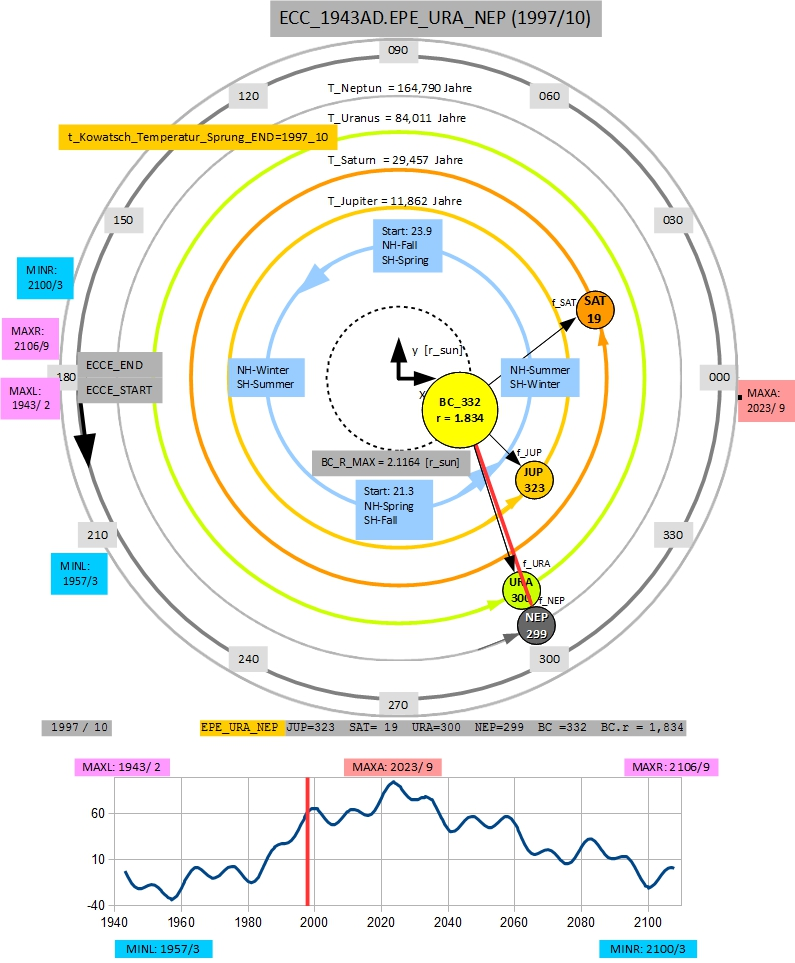 ECC_1943AD.EPE_URA_NEP (1997/10)
090
T_Neptun = 164,790 Jahre
120
060
T_Uranus = 84,011 Jahre
t_Kowatsch_Temperatur_Sprung_END=1997_10
T_Saturn = 29,457 Jahre
T_Jupiter = 11,862 Jahre
150
030
Start: 23.9
NH-Fall
SH-Spring
MINR:
2100/3
f_SAT
SAT
19
MAXR:
2106/9
y [r_sun]
ECCE_END
180
NH-Winter
SH-Summer
NH-Summer
SH-Winter
000
ECCE_START
MAXL:
1943/ 2
X
MAXA:
2023/ 9
BC_332
r = 1.834
f_JUP
BC_R_MAX = 2.1164 [r_sun]
JUP
323
Start: 21.3
NH-Spring
SH-Fall
210
330
MINL:
1957/3
f_URA
URA
300
f_NEP
NEP
299
240
300
270
1997 / 10
EPE_URA_NEP JUP=323 SAT= 19 URA=300 NEP=299 BC =332 BC.r = 1,834
MAXL: 1943/ 2
MAXA: 2023/ 9
MAXR: 2106/9
60
10
-40
1940 1960 1980 2000 2020 2040 2060 2080 2100
MINL: 1957/3
MINR: 2100/3